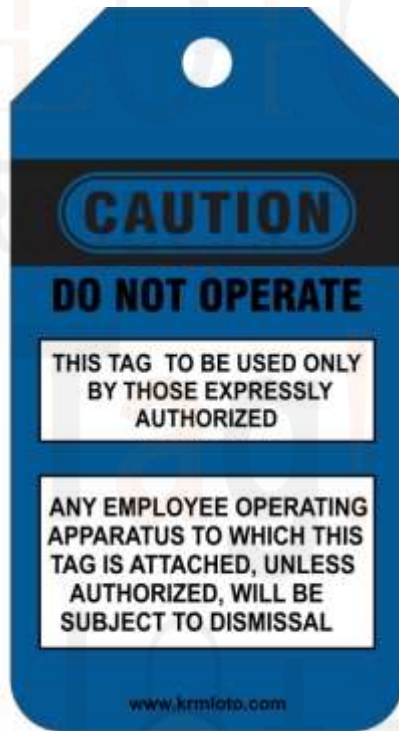 CAUTION
DO NOT OPERATE
THIS TAG TO BE USED ONLY
BY THOSE EXPRESSLY
AUTHORIZED
ANY EMPLOYEE OPERATING
APPARATUS TO WHICH THIS
TAG IS ATTACHED, UNLESS
AUTHORIZED, WILL BE
SUBJECT TO DISMISSAL
www.krmloto.com